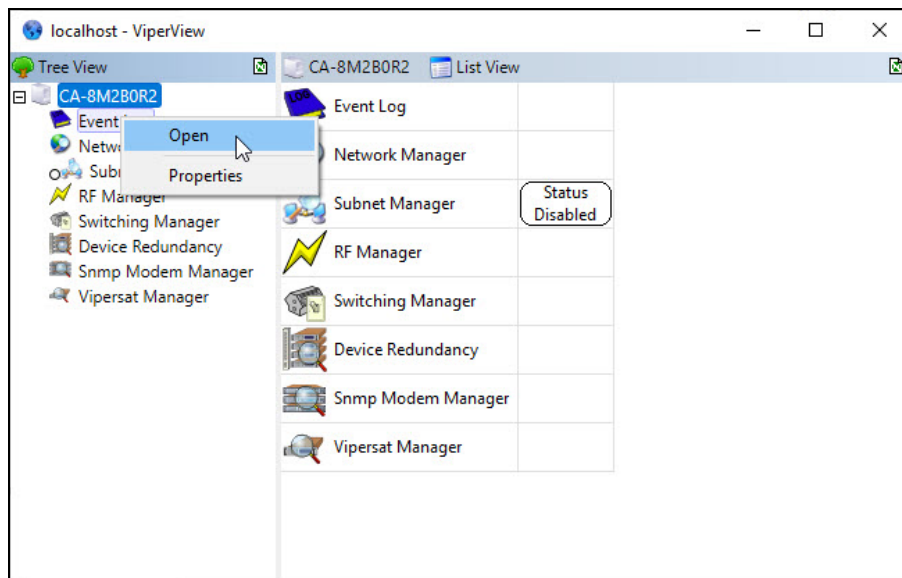 localhost - ViperView
Tree View
CA-8M2B0R2
List View
CA-8M2B0R2
Event
Open
Properties
RF Manager
Switching Manager
Device Redundancy
Snmp Modem Manager
Vipersat Manager
LOG
Event Log
Network Manager
Subnet Manager
Status
Disabled
RF Manager
Switching Manager
Device Redundancy
Snmp Modem Manager
Vipersat Manager